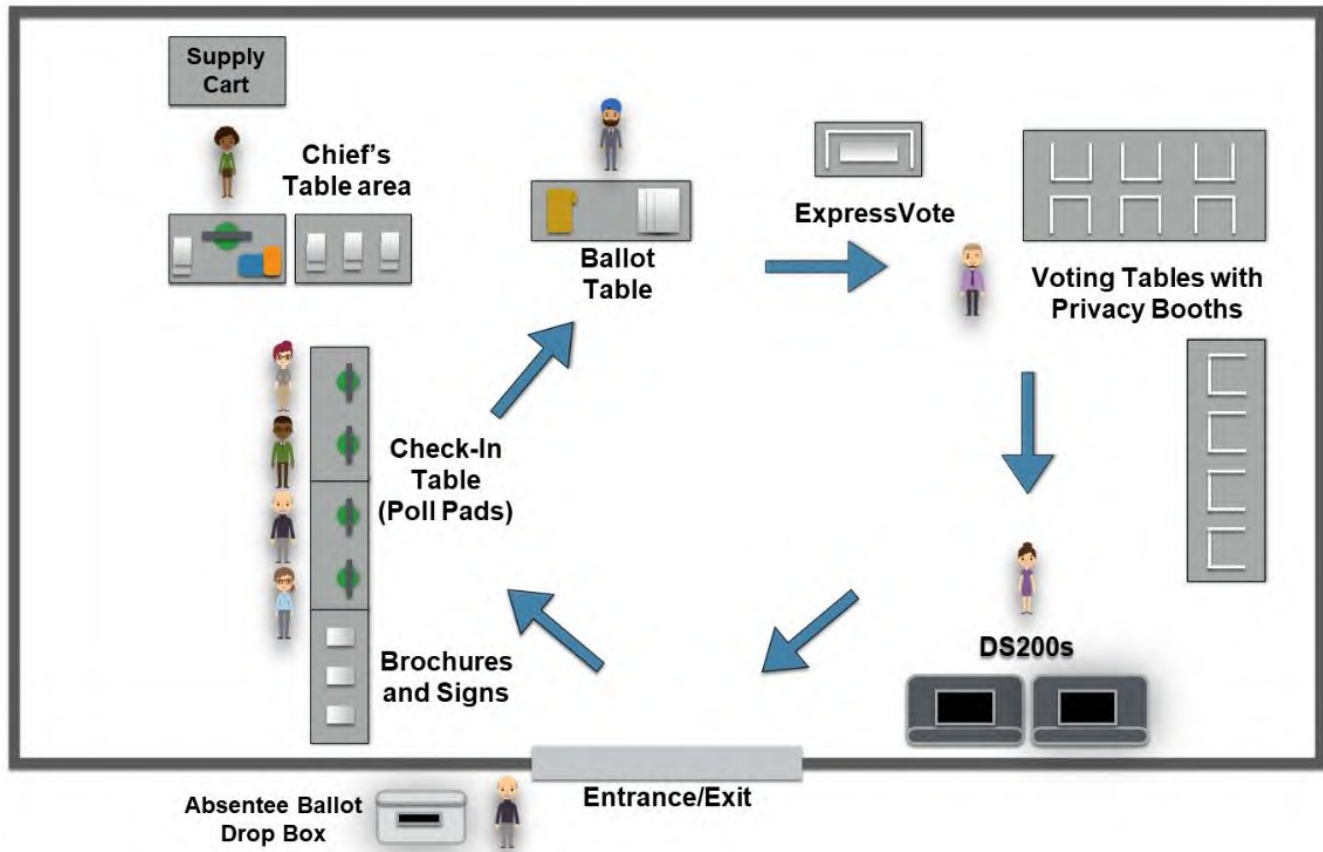 Supply
Cart
Chief's
Table area
ExpressVote
Ballot
Table
Voting Tables with
Privacy Booths
Check-In
Table
(Poll Pads)
DS200s
Brochures
and Signs
Entrance/Exit
Absentee Ballot
Drop Box